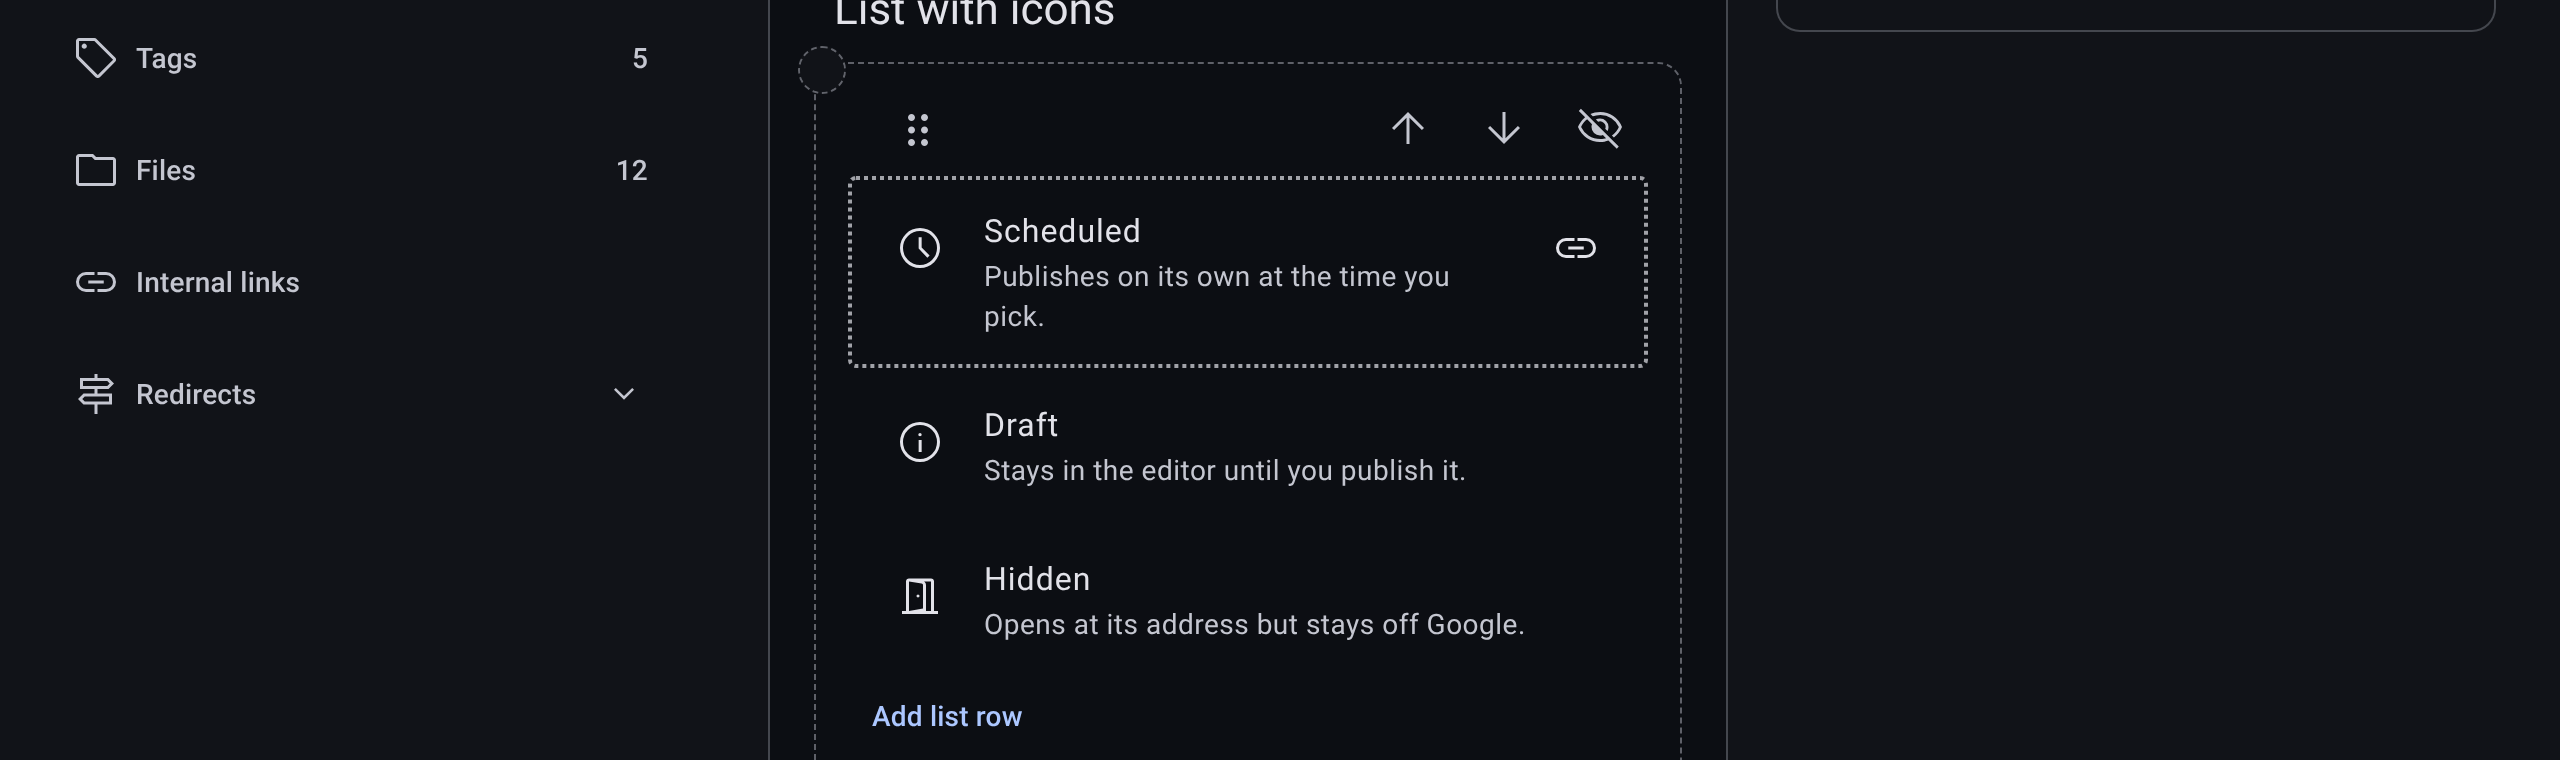 Tags 5
Files 12
Internal links
Redirects
List with icons
Scheduled
Publishes on its own at the time you
pick.
Draft
Stays in the editor until you publish it.
Hidden
Opens at its address but stays off Google.
Add list row